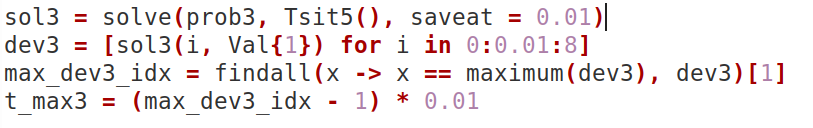 sol3 = solve(prob3, Tsit5(), saveat = 0.01)
dev3 = [sol3(i, Val{1}) for i in 0:0.01:8]
max_dev3_idx = findall(x -> x == maximum(dev3), dev3)[1]
t_max3 = (max_dev3_idx - 1) * 0.01